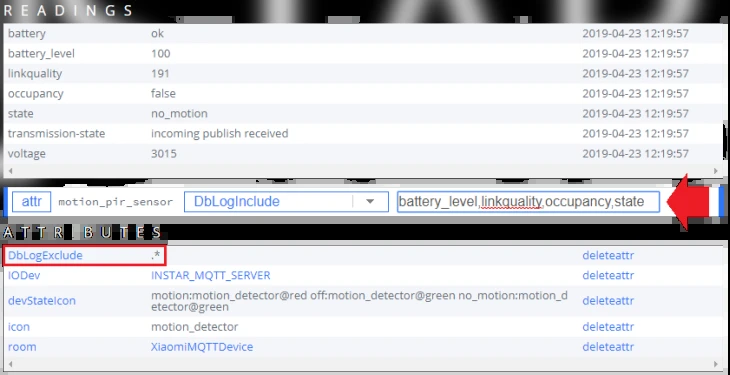 READINGS
battery ok 2019-04-23 12:19:57
battery_level 100 2019-04-23 12:19:57
linkquality 191 2019-04-23 12:19:57
occupancy false 2019-04-23 12:19:57
state no_motion 2019-04-23 12:19:57
transmission-state incoming publish received 2019-04-23 12:19:57
voltage 3015 2019-04-23 12:19:57
attr motion_pir_sensor DbLogInclude battery_level,linkquality,occupancy,state
ATTRIBUTES
DbLogExclude .* deleteattr
IODev INSTAR_MQTT_SERVER deleteattr
devStateIcon motion:motion_detector@red off:motion_detector@green no_motion:motion_d
etector@green deleteattr
icon motion_detector deleteattr
room XiaomiMQTTDevice deleteattr